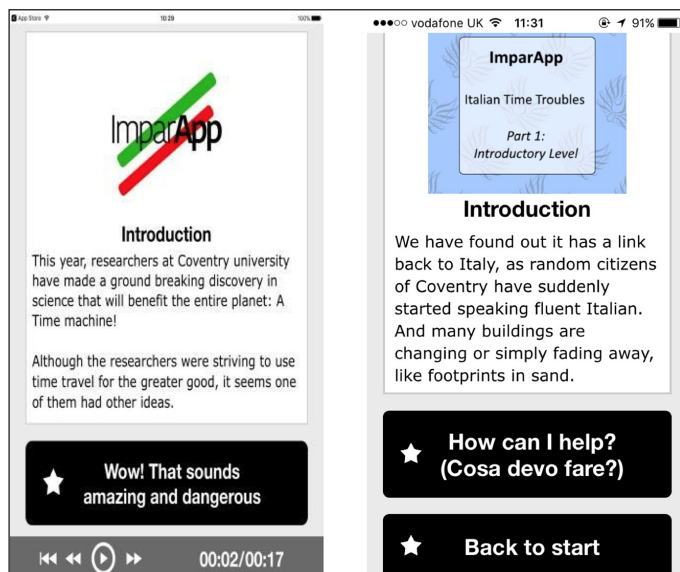 App Store 10:29 100%
ImparApp
Introduction
This year, researchers at Coventry university
have made a ground breaking discovery in
science that will benefit the entire planet: A
Time machine!
Although the researchers were striving to use
time travel for the greater good, it seems one
of them had other ideas.
Wow! That sounds
amazing and dangerous
00:02/00:17
vodafone UK 11:31 91%
ImparApp
Italian Time Troubles
Part 1:
Introductory Level
Introduction
We have found out it has a link
back to Italy, as random citizens
of Coventry have suddenly
started speaking fluent Italian.
And many buildings are
changing or simply fading away,
like footprints in sand.
How can I help?
(Cosa devo fare?)
Back to start